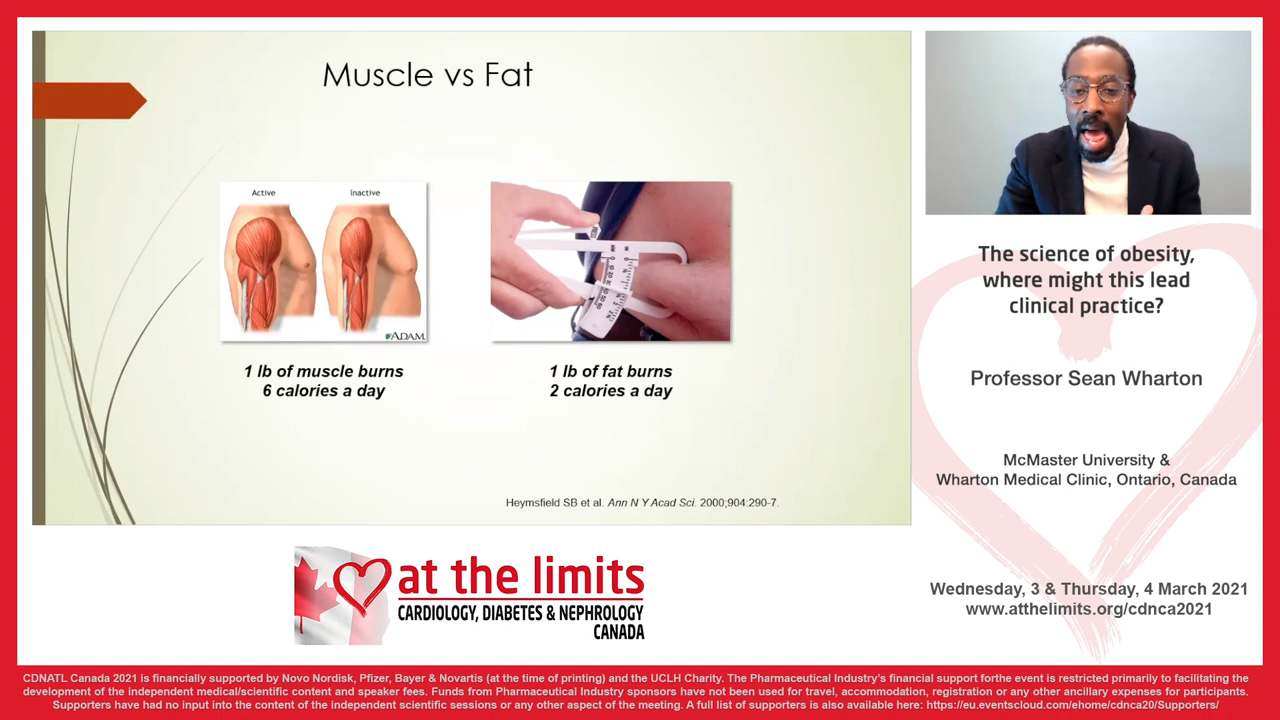 Muscle vs Fat
Active
Inactive
ADAM.
1 lb of muscle burns
6 calories a day
1 lb of fat burns
2 calories a day
Heymsfield SB et al. Ann N Y Acad Sci. 2000;904:290-7.
The science of obesity,
where might this lead
clinical practice?
Professor Sean Wharton
McMaster University &
Wharton Medical Clinic, Ontario, Canada
Wednesday, 3 & Thursday, 4 March 2021
www.atthelimits.org/cdnca2021
at the limits
CARDIOLOGY, DIABETES & NEPHROLOGY
CANADA
CDNATL Canada 2021 is financially supported by Novo Nordisk, Pfizer, Bayer & Novartis (at the time of printing) and the UCLH Charity. The Pharmaceutical Industry's financial support forthe event is restricted primarily to facilitating the
development of the independent medical/scientific content and speaker fees. Funds from Pharmaceutical Industry sponsors have not been used for travel, accommodation, registration or any other ancillary expenses for participants.
Supporters have had no input into the content of the independent scientific sessions or any other aspect of the meeting. A full list of supporters is also available here: https://eu.eventscloud.com/ehome/cdnca20/Supporters/